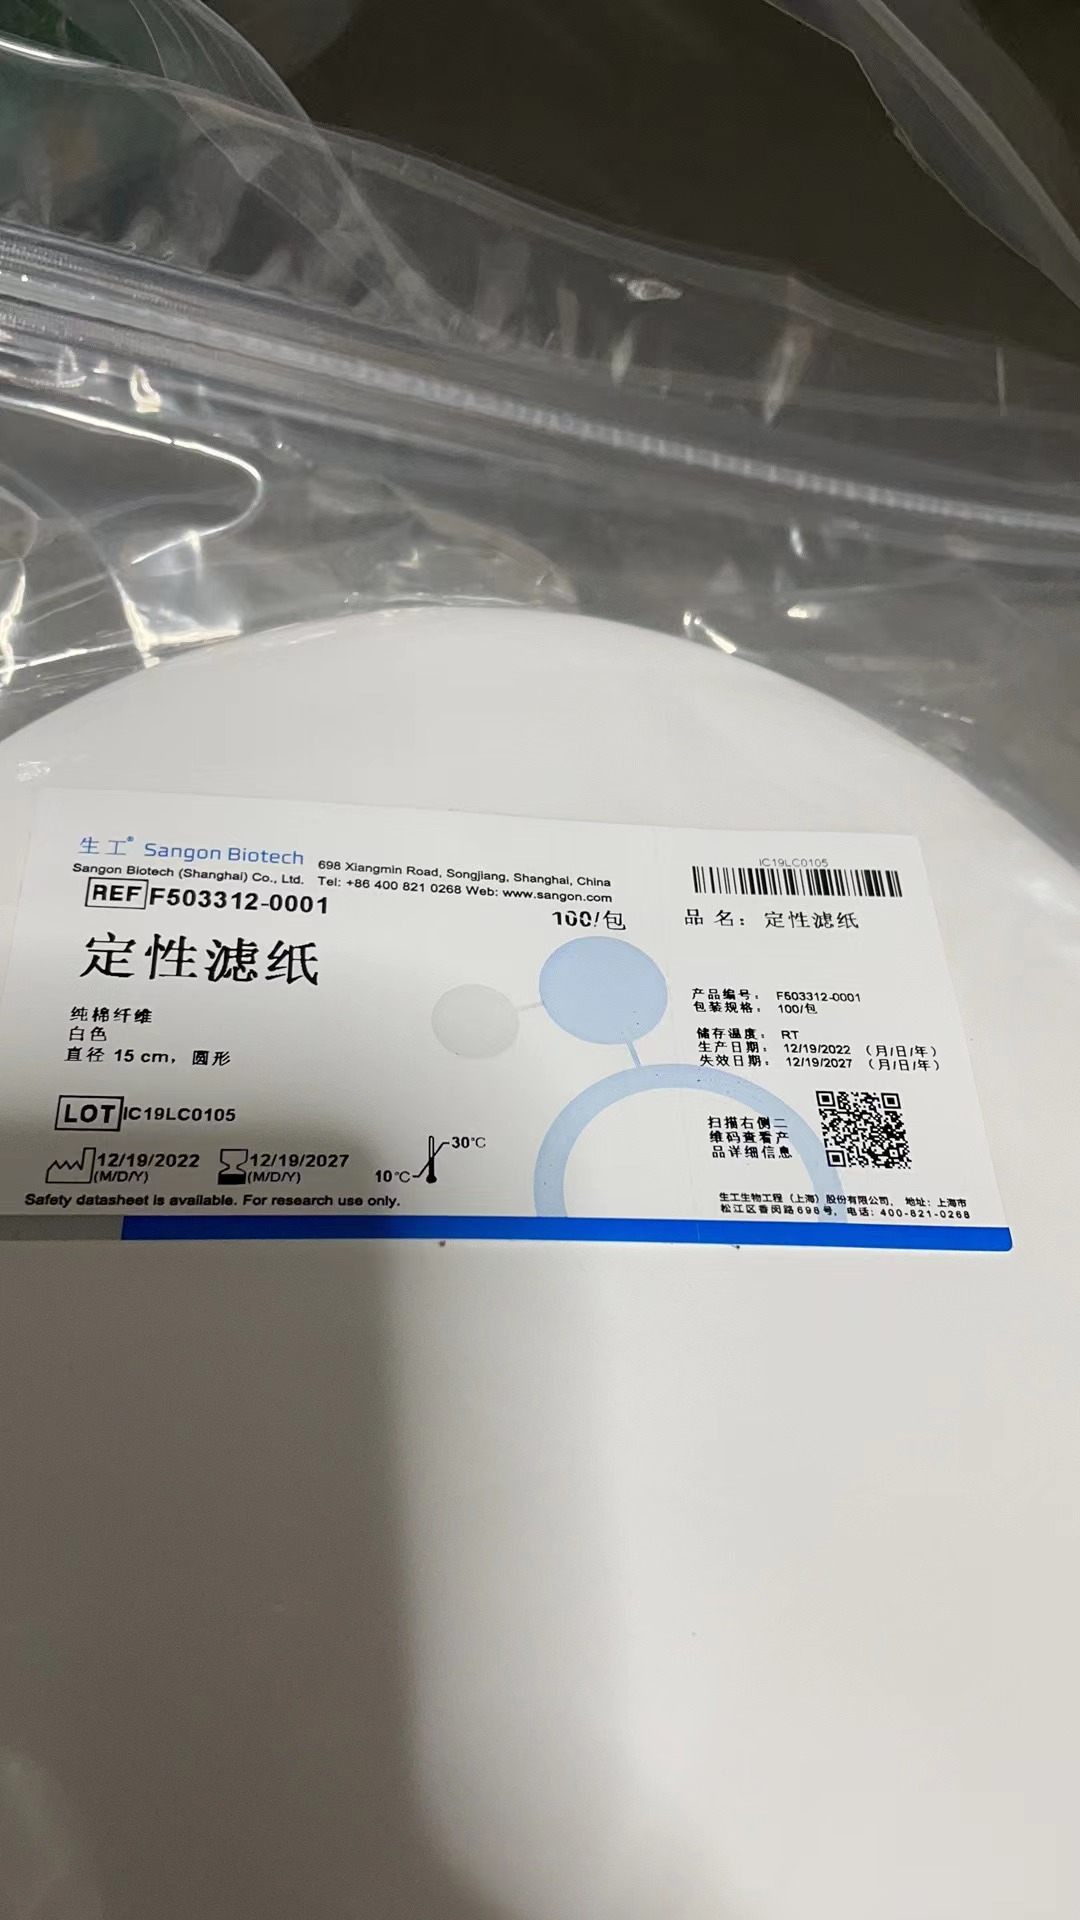 生工® Sangon Biotech
698 Xiangmin Road, Songjiang, Shanghai, China
Sangon Biotech (Shanghai) Co., Ltd. Tel: +86 400 821 0268 Web: www.sangon.com
REF F503312-0001
100/包
定性滤纸
纯棉纤维
白色
直径 15 cm，圆形
LOT IC19LC0105
12/19/2022
(M/D/Y)
12/19/2027
(M/D/Y)
10℃
30℃
Safety datasheet is available. For research use only.
IC19LC0105
品 名： 定性滤纸
产品编号： F503312-0001
包装规格： 100/包
储存温度： RT
生产日期： 12/19/2022 （月/日/年）
失效日期： 12/19/2027 （月/日/年）
扫描右侧二
维码查看产
品详细信息
生工生物工程（上海）股份有限公司， 地址：上海市
松江区香闵路698号，电话：400-821-0268